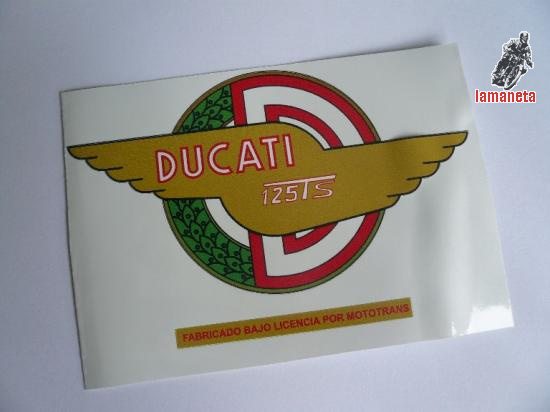 lamaneta
DUCATI
125TS
FABRICADO BAJO LICENCIA POR MOTOTRANS